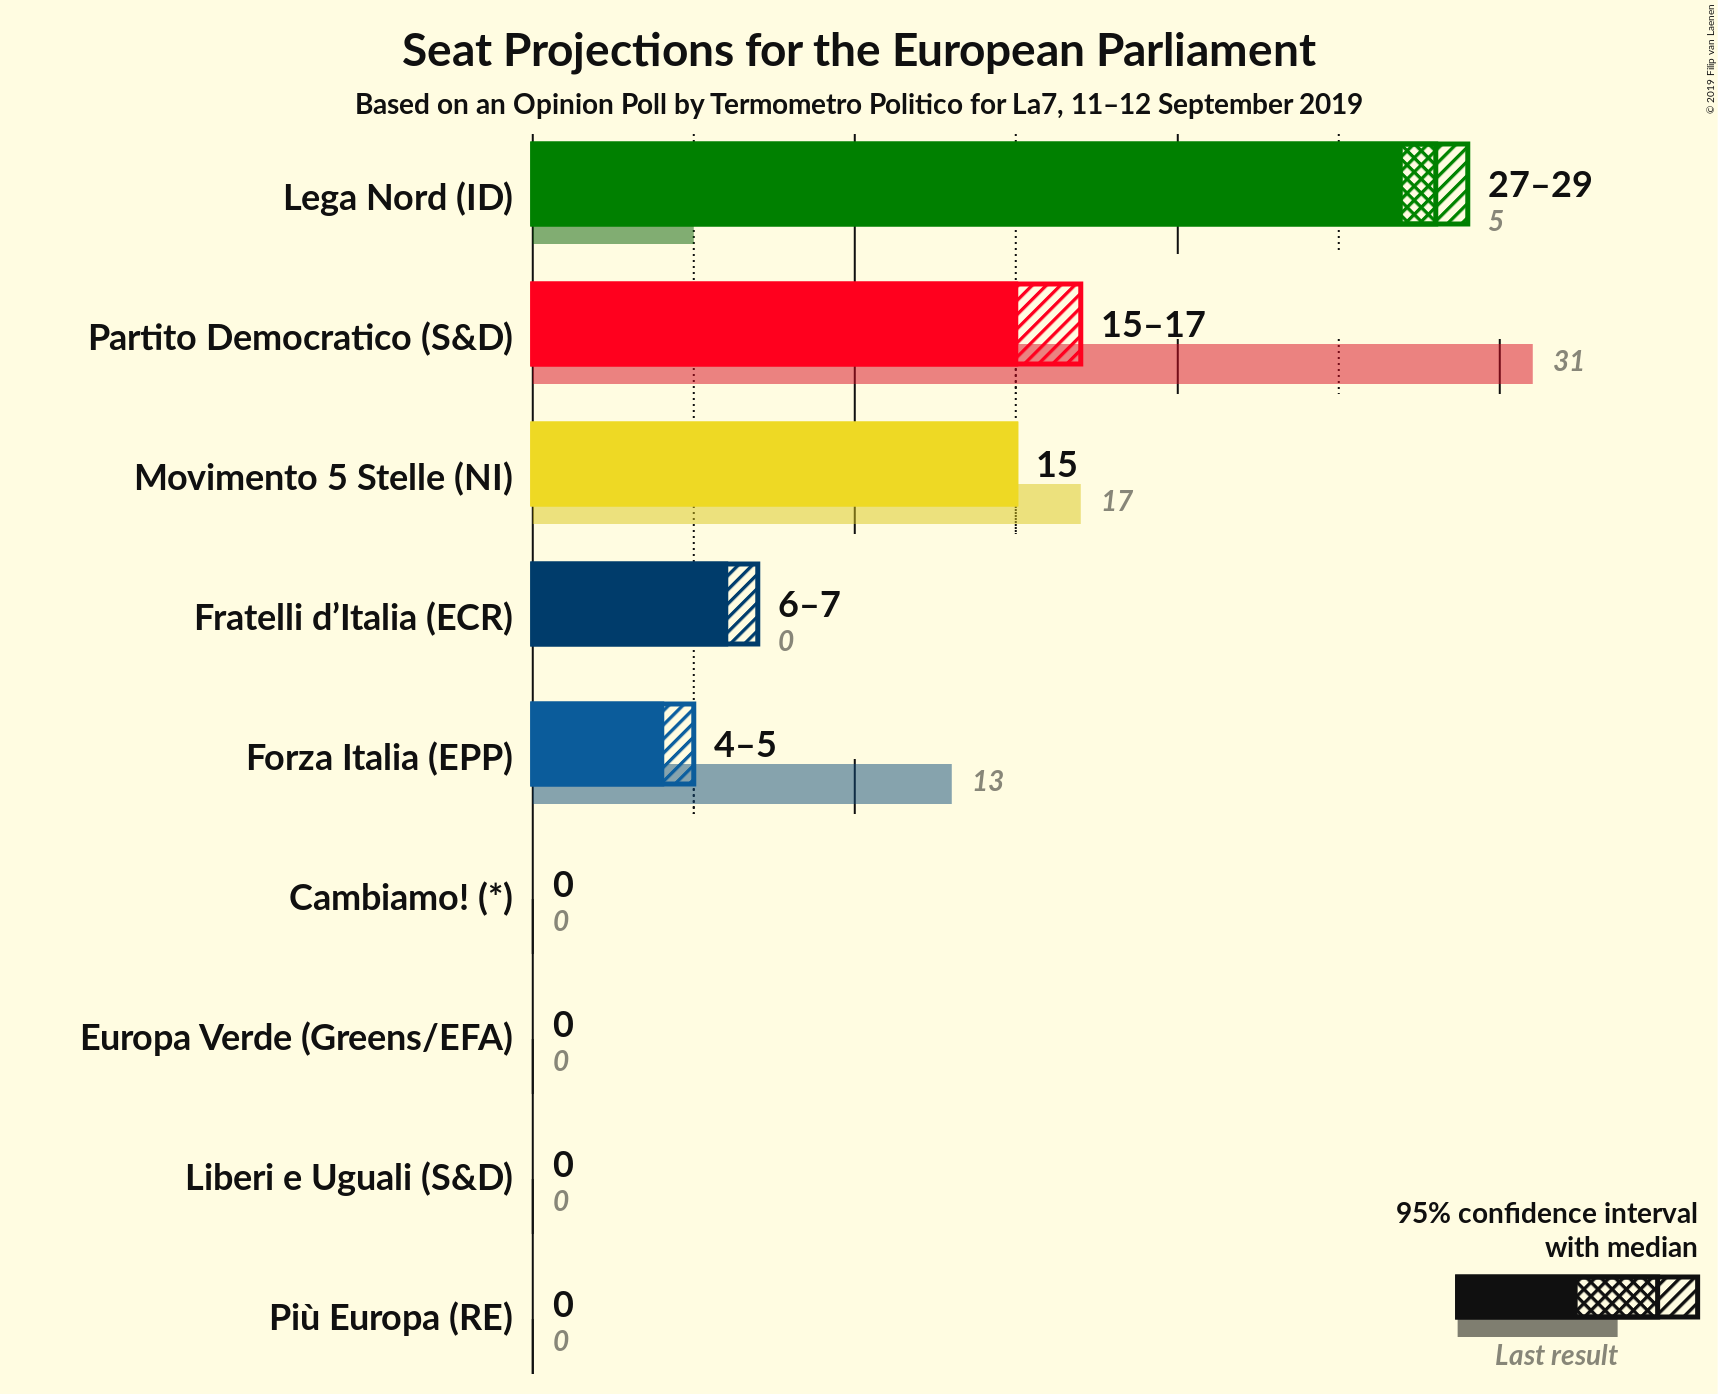 Seat Projections for the European Parliament
Based on an Opinion Poll by Termometro Politico for La7, 11–12 September 2019
© 2019 Filip van Laenen
Lega Nord (ID)
27–29
5
Partito Democratico (S&D)
15–17
31
Movimento 5 Stelle (NI)
15
17
Fratelli d’Italia (ECR)
6–7
0
Forza Italia (EPP)
4–5
13
Cambiamo! (*)
0
0
Europa Verde (Greens/EFA)
0
0
Liberi e Uguali (S&D)
0
0
Più Europa (RE)
0
0
95% confidence interval
with median
Last result